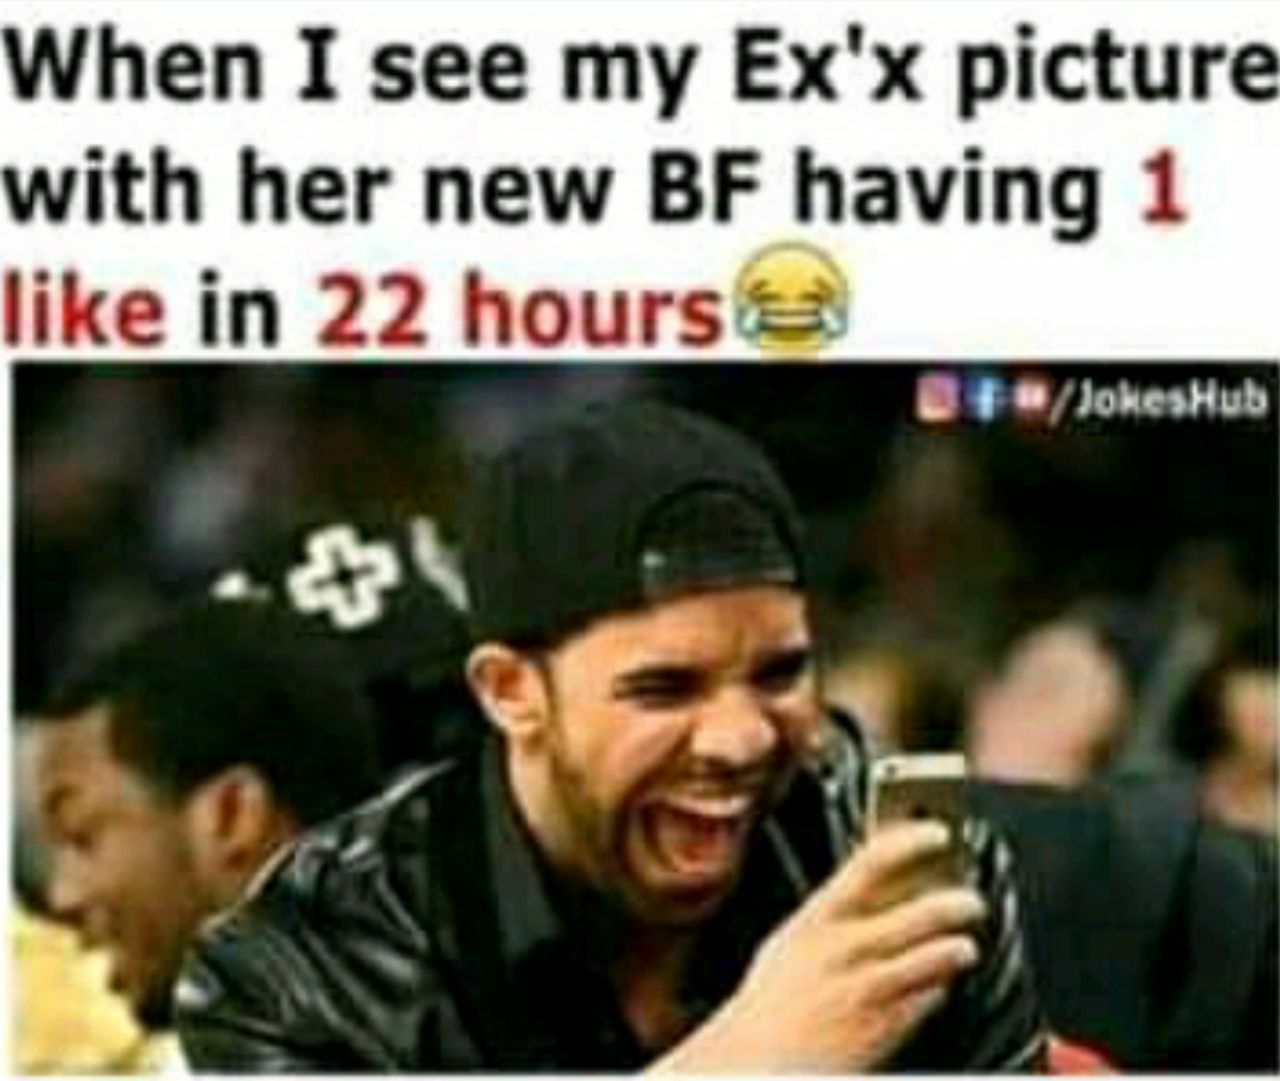 When I see my Ex'x picture
with her new BF having 1
like in 22 hours😂
/JokesHub